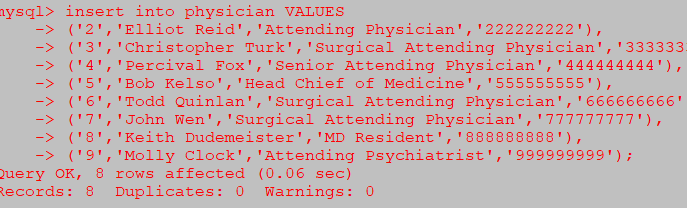 mysql> insert into physician VALUES
-> ('2','Elliot Reid','Attending Physician','222222222'),
-> ('3','Christopher Turk','Surgical Attending Physician','333333
-> ('4','Percival Fox','Senior Attending Physician','444444444'),
-> ('5','Bob Kelso','Head Chief of Medicine','555555555'),
-> ('6','Todd Quinlan','Surgical Attending Physician','666666666'
-> ('7','John Wen','Surgical Attending Physician','777777777'),
-> ('8','Keith Dudemeister','MD Resident','888888888'),
-> ('9','Molly Clock','Attending Psychiatrist','999999999');
Query OK, 8 rows affected (0.06 sec)
Records: 8  Duplicates: 0  Warnings: 0